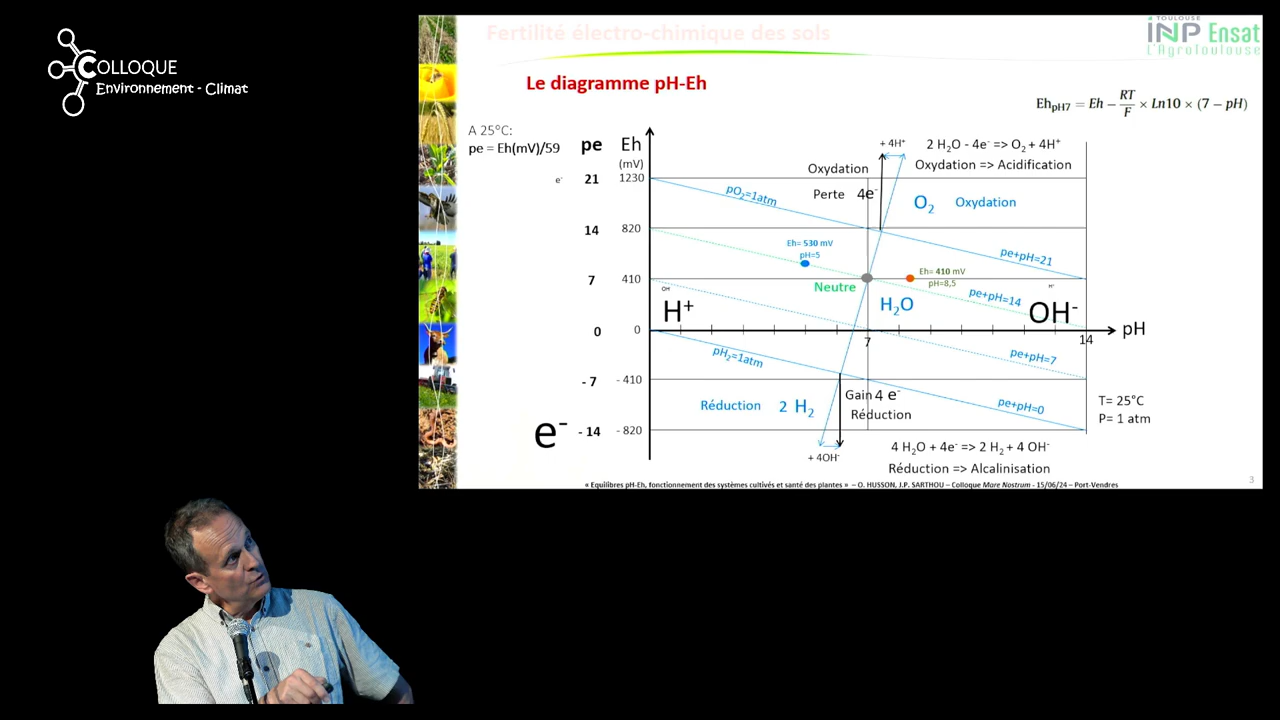 COLLOQUE
Environnement - Climat
Fertilité électro-chimique des sols
TOULOUSE
INP Ensat
L'AgroToulouse
Le diagramme pH-Eh
Eh_pH7 = Eh − RT/F × Ln10 × (7 − pH)
A 25°C:
pe = Eh(mV)/59
pe
Eh
(mV)
+ 4H⁺
2 H₂O - 4e⁻ => O₂ + 4H⁺
Oxydation
Oxydation => Acidification
e⁻
21
1230
pO₂=1atm
Perte 4e⁻
O₂
Oxydation
14
820
Eh= 530 mV
pH=5
pe+pH=21
7
410
Eh= 410 mV
pH=8,5
OH⁻
Neutre
H⁺
H⁺
H₂O
pe+pH=14
OH⁻
0
0
7
14
pH
pH₂=1atm
pe+pH=7
- 7
- 410
Gain 4 e⁻
Réduction
Réduction
2 H₂
pe+pH=0
T= 25°C
P= 1 atm
e⁻
- 14
- 820
+ 4OH⁻
4 H₂O + 4e⁻ => 2 H₂ + 4 OH⁻
Réduction => Alcalinisation
« Equilibres pH-Eh, fonctionnement des systèmes cultivés et santé des plantes » – O. HUSSON, J.P. SARTHOU – Colloque Mare Nostrum - 15/06/24 – Port-Vendres
3